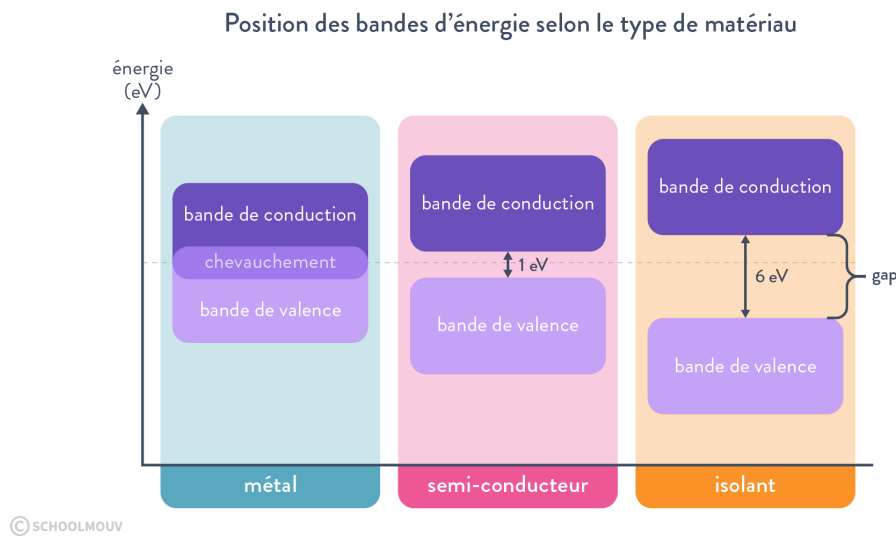 Position des bandes d'énergie selon le type de matériau
énergie
(eV)
bande de conduction
chevauchement
bande de valence
bande de conduction
1 eV
bande de valence
bande de conduction
6 eV
gap
bande de valence
métal
semi-conducteur
isolant
© SCHOOLMOUV